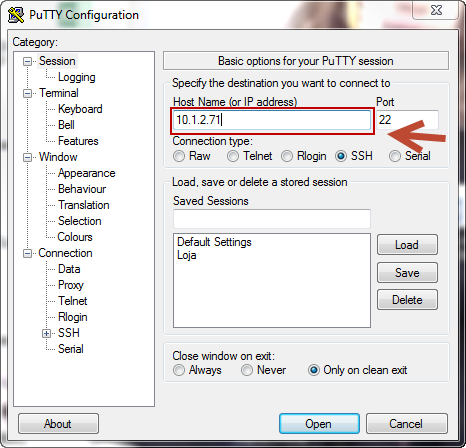 PuTTY Configuration
Category:
Session
Logging
Terminal
Keyboard
Bell
Features
Window
Appearance
Behaviour
Translation
Selection
Colours
Connection
Data
Proxy
Telnet
Rlogin
SSH
Serial
Basic options for your PuTTY session
Specify the destination you want to connect to
Host Name (or IP address) Port
10.1.2.71 22
Connection type:
Raw Telnet Rlogin SSH Serial
Load, save or delete a stored session
Saved Sessions
Default Settings
Loja
Load
Save
Delete
Close window on exit:
Always Never Only on clean exit
About Open Cancel